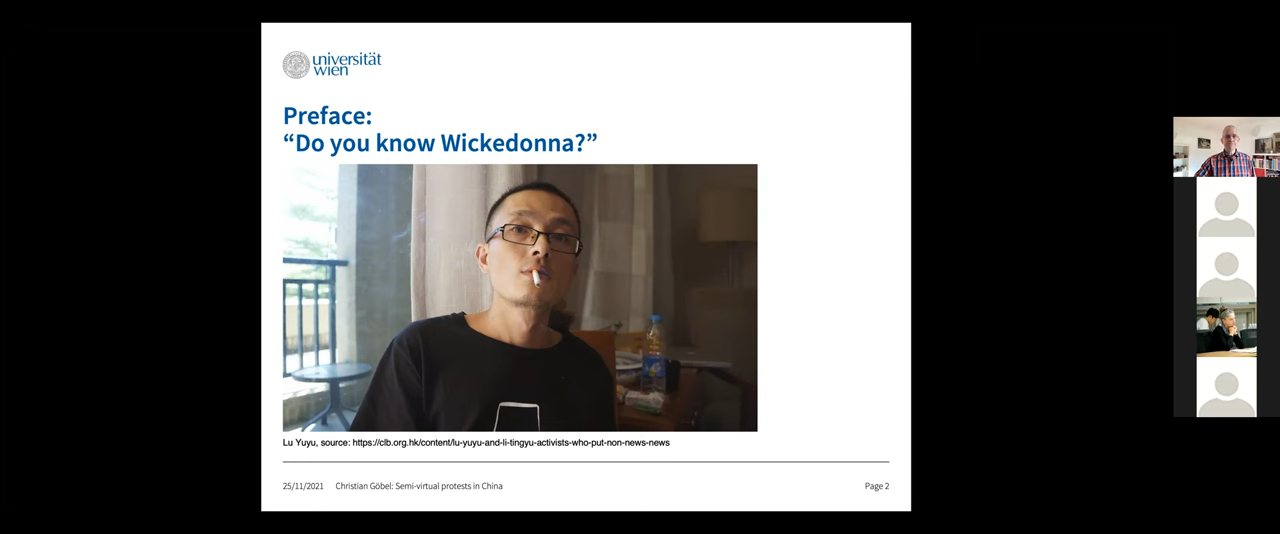 universität
wien
Preface:
“Do you know Wickedonna?”
Lu Yuyu, source: https://clb.org.hk/content/lu-yuyu-and-li-tingyu-activists-who-put-non-news-news
25/11/2021 Christian Göbel: Semi-virtual protests in China Page 2